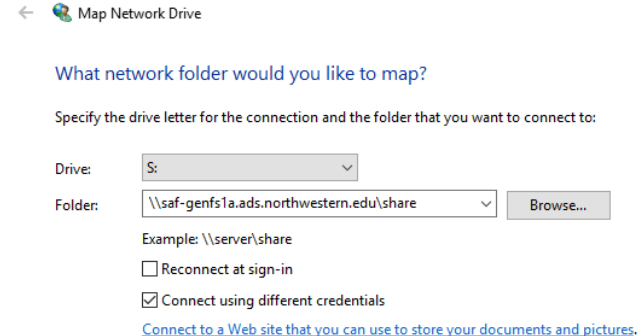 Map Network Drive
What network folder would you like to map?
Specify the drive letter for the connection and the folder that you want to connect to:
Drive: S:
Folder: \\saf-genfs1a.ads.northwestern.edu\share Browse...
Example: \\server\share
Reconnect at sign-in
Connect using different credentials
Connect to a Web site that you can use to store your documents and pictures.